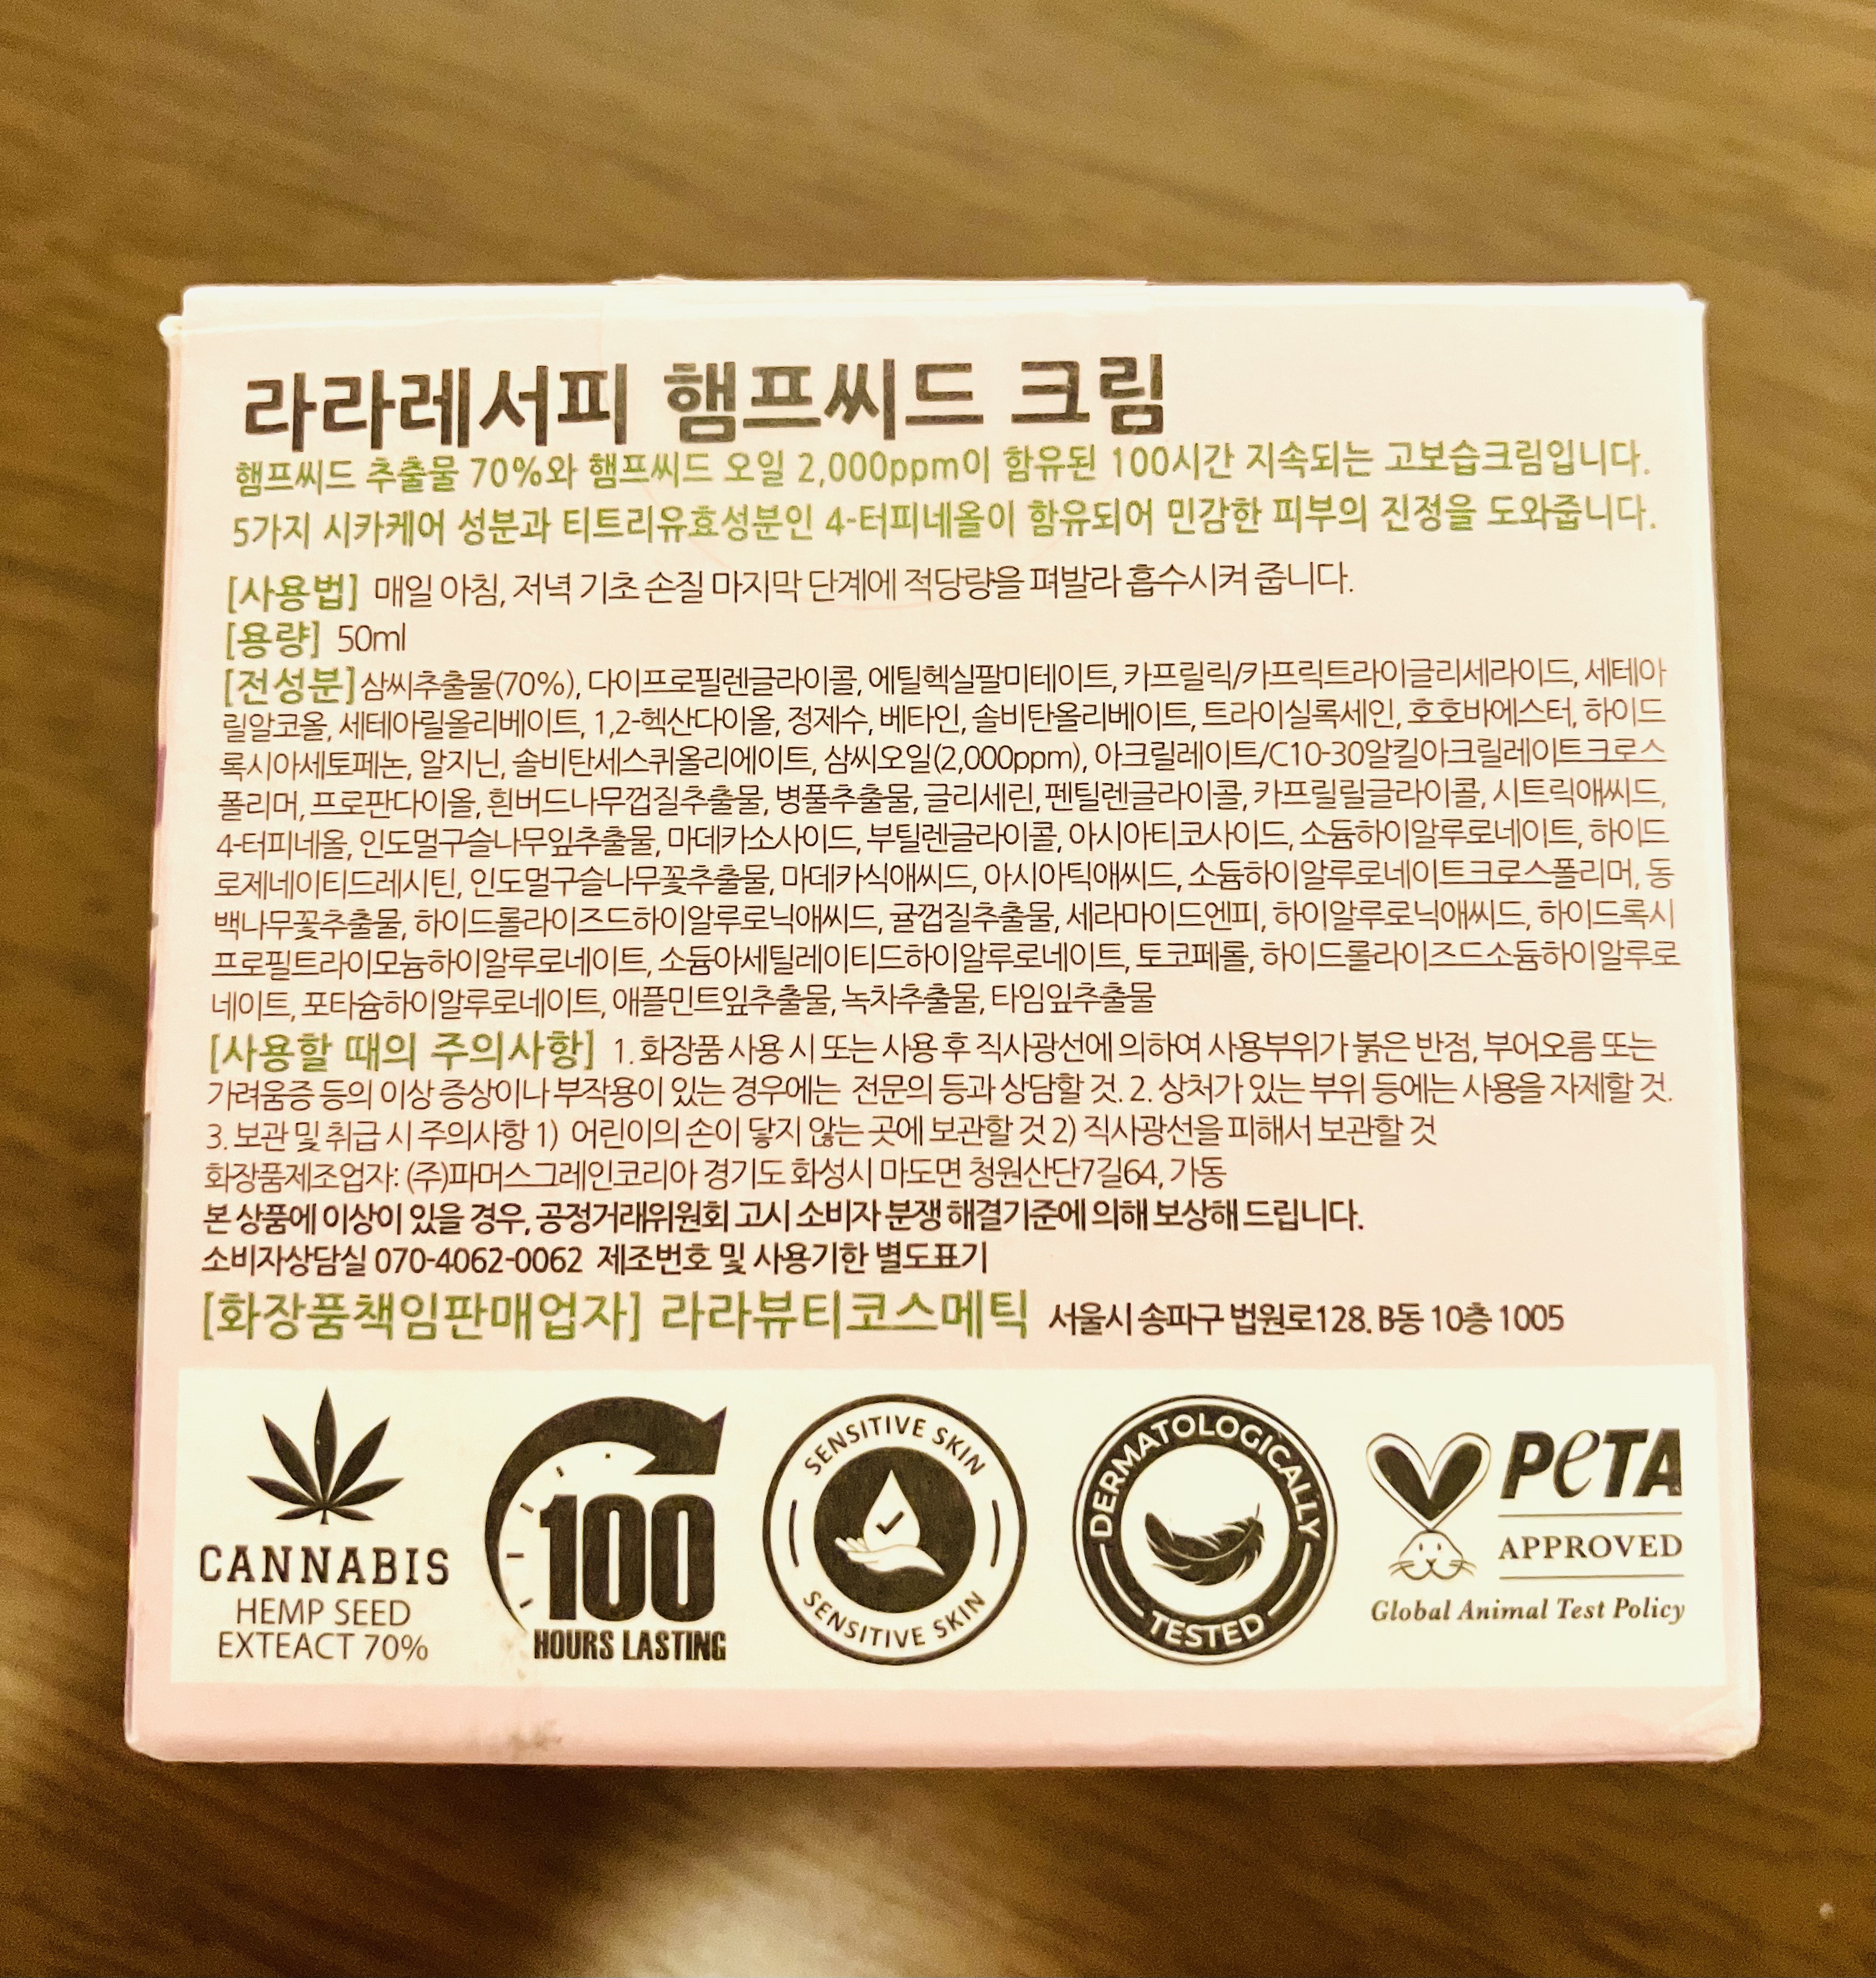 라라레서피 햄프씨드 크림
햄프씨드 추출물 70%와 햄프씨드 오일 2,000ppm이 함유된 100시간 지속되는 고보습크림입니다.
5가지 시카케어 성분과 티트리유효성분인 4-터피네올이 함유되어 민감한 피부의 진정을 도와줍니다.
[사용법] 매일 아침, 저녁 기초 손질 마지막 단계에 적당량을 펴발라 흡수시켜 줍니다.
[용량] 50ml
[전성분] 삼씨추출물(70%), 다이프로필렌글라이콜, 에틸헥실팔미테이트, 카프릴릭/카프릭트라이글리세라이드, 세테아
릴알코올, 세테아릴올리베이트, 1,2-헥산다이올, 정제수, 베타인, 솔비탄올리베이트, 트라이실록세인, 호호바에스터, 하이드
록시아세토페논, 알지닌, 솔비탄세스퀴올리에이트, 삼씨오일(2,000ppm), 아크릴레이트/C10-30알킬아크릴레이트크로스
폴리머, 프로판다이올, 흰버드나무껍질추출물, 병풀추출물, 글리세린, 펜틸렌글라이콜, 카프릴릴글라이콜, 시트릭애씨드,
4-터피네올, 인도멀구슬나무잎추출물, 마데카소사이드, 부틸렌글라이콜, 아시아티코사이드, 소듐하이알루로네이트, 하이드
로제네이티드레시틴, 인도멀구슬나무꽃추출물, 마데카식애씨드, 아시아틱애씨드, 소듐하이알루로네이트크로스폴리머, 동
백나무꽃추출물, 하이드롤라이즈드하이알루로닉애씨드, 귤껍질추출물, 세라마이드엔피, 하이알루로닉애씨드, 하이드록시
프로필트라이모늄하이알루로네이트, 소듐아세틸레이티드하이알루로네이트, 토코페롤, 하이드롤라이즈드소듐하이알루로
네이트, 포타슘하이알루로네이트, 애플민트잎추출물, 녹차추출물, 타임잎추출물
[사용할 때의 주의사항] 1. 화장품 사용 시 또는 사용 후 직사광선에 의하여 사용부위가 붉은 반점, 부어오름 또는
가려움증 등의 이상 증상이나 부작용이 있는 경우에는 전문의 등과 상담할 것. 2. 상처가 있는 부위 등에는 사용을 자제할 것.
3. 보관 및 취급 시 주의사항 1) 어린이의 손이 닿지 않는 곳에 보관할 것 2) 직사광선을 피해서 보관할 것
화장품제조업자: (주)파머스그레인코리아 경기도 화성시 마도면 청원산단7길64, 가동
본 상품에 이상이 있을 경우, 공정거래위원회 고시 소비자 분쟁 해결기준에 의해 보상해 드립니다.
소비자상담실 070-4062-0062 제조번호 및 사용기한 별도표기
[화장품책임판매업자] 라라뷰티코스메틱 서울시 송파구 법원로128. B동 10층 1005
CANNABIS
HEMP SEED
EXTEACT 70%
100
HOURS LASTING
SENSITIVE SKIN
SENSITIVE SKIN
DERMATOLOGICALLY
TESTED
PeTA
APPROVED
Global Animal Test Policy